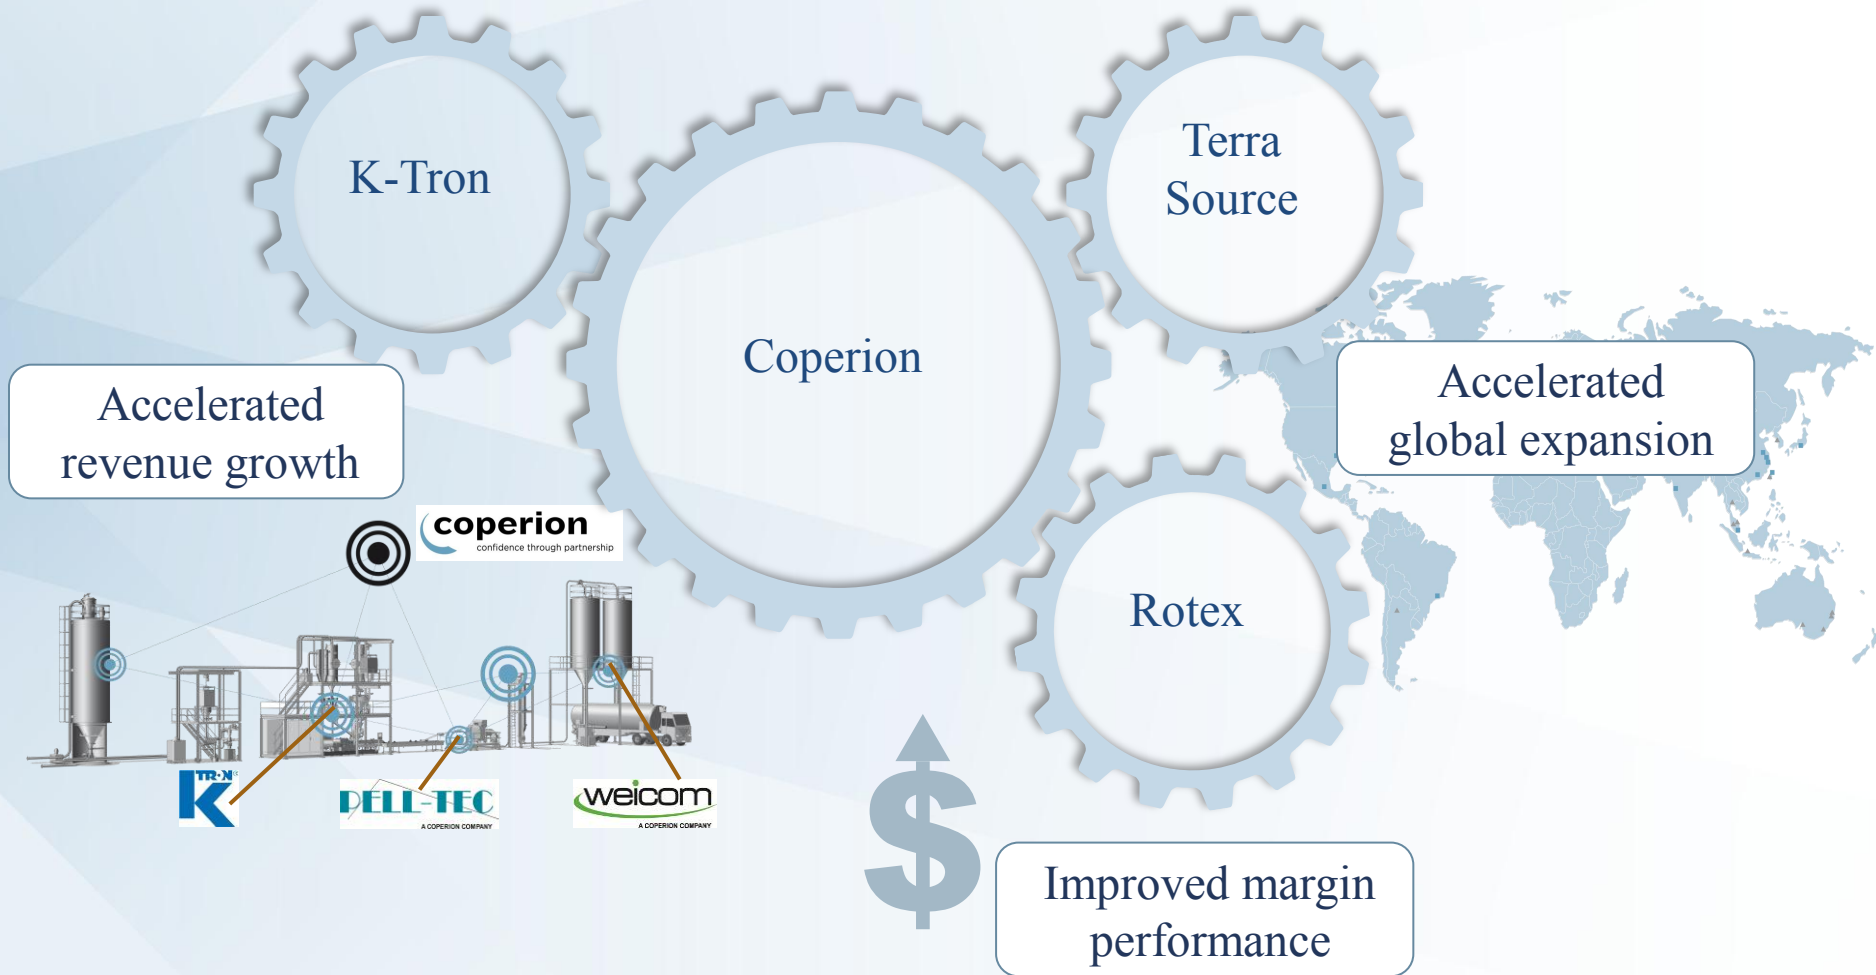 K-Tron
Terra
Source
Coperion
Accelerated
revenue growth
Accelerated
global expansion
coperion
confidence through partnership
Rotex
K-TRON®
PELL-TEC
A COPERION COMPANY
weicom
A COPERION COMPANY
$
Improved margin
performance